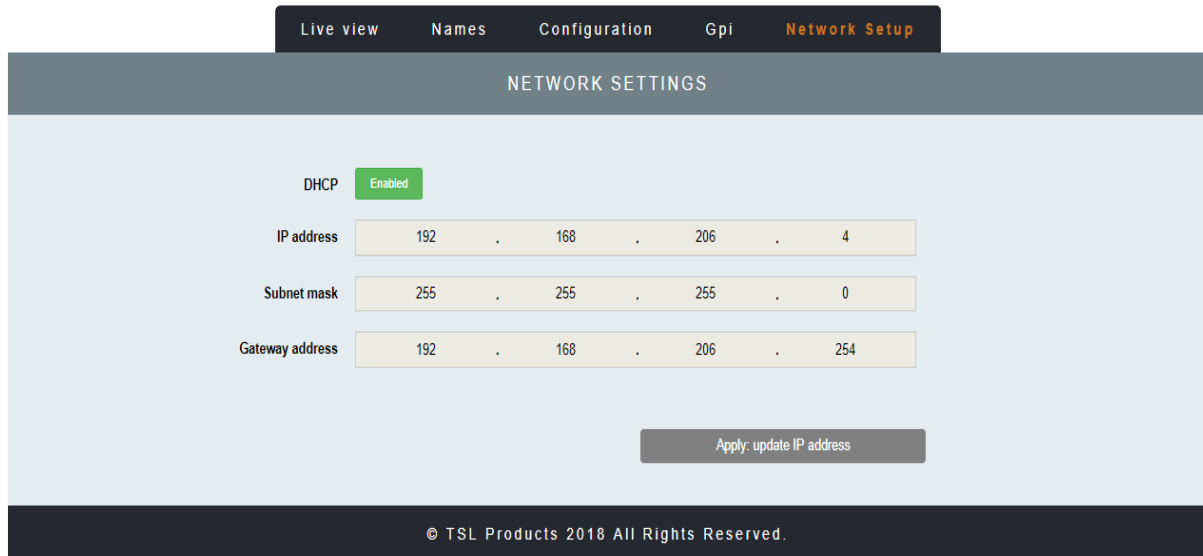 Live view Names Configuration Gpi Network Setup
NETWORK SETTINGS
DHCP Enabled
IP address 192 . 168 . 206 . 4
Subnet mask 255 . 255 . 255 . 0
Gateway address 192 . 168 . 206 . 254
Apply: update IP address
© TSL Products 2018 All Rights Reserved.